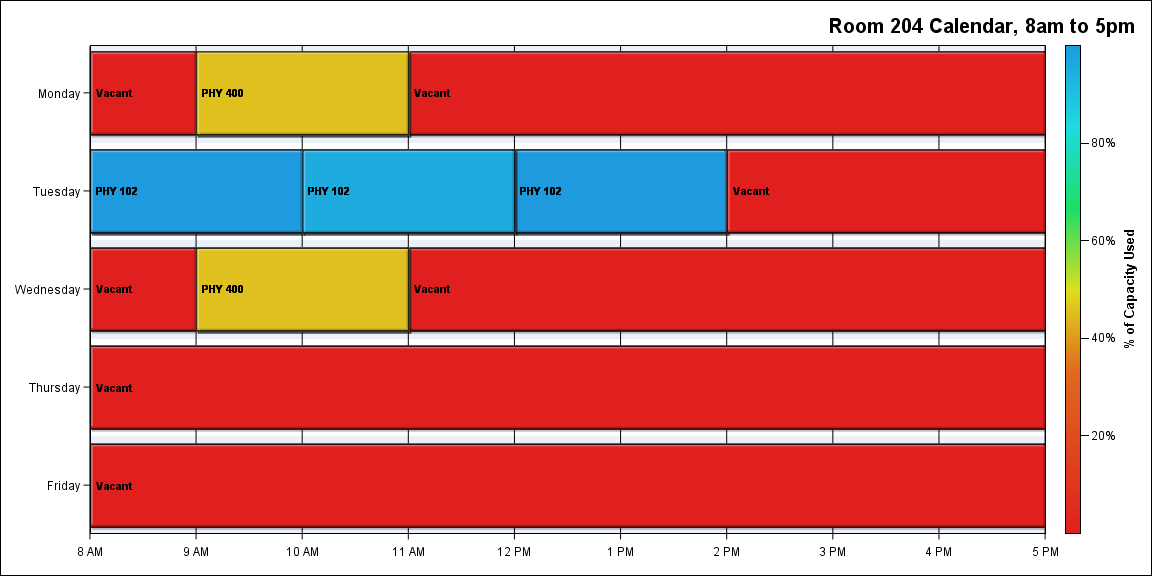 Room 204 Calendar, 8am to 5pm
Monday
Vacant
PHY 400
Vacant
Tuesday
PHY 102
PHY 102
PHY 102
Vacant
Wednesday
Vacant
PHY 400
Vacant
Thursday
Vacant
Friday
Vacant
8 AM
9 AM
10 AM
11 AM
12 PM
1 PM
2 PM
3 PM
4 PM
5 PM
80%
60%
40%
20%
% of Capacity Used